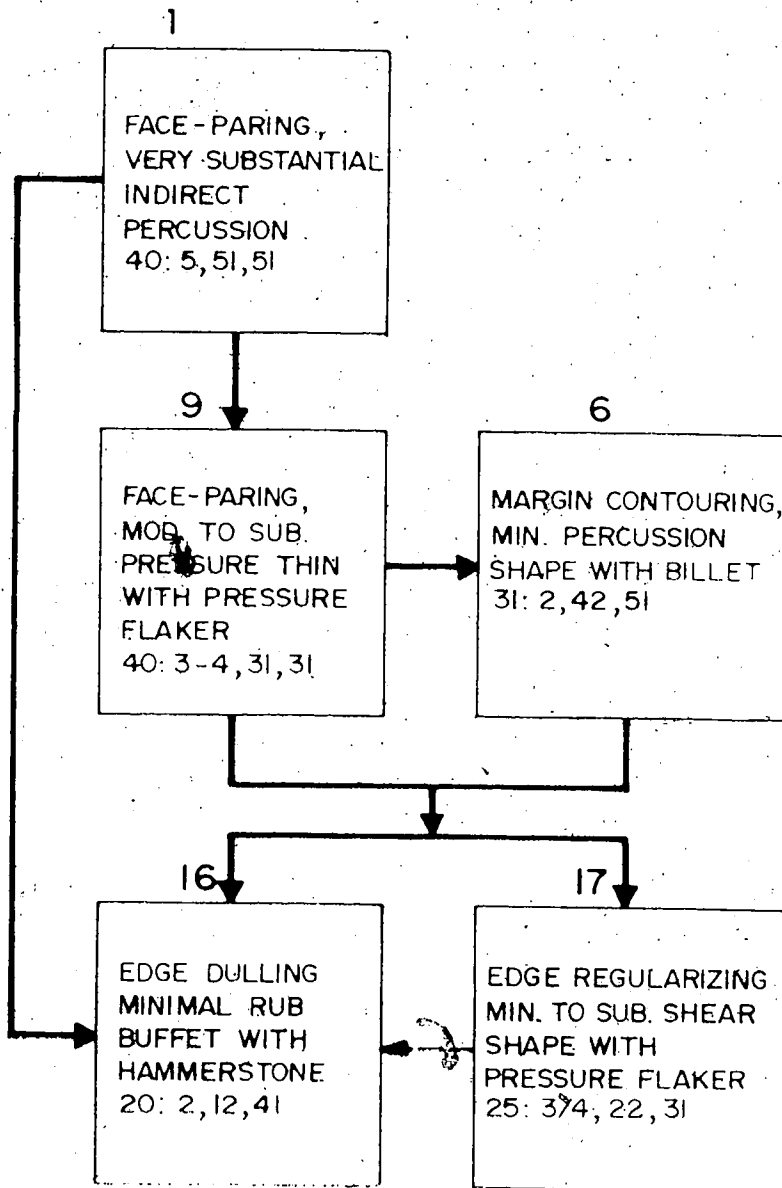 1
FACE-PARING,
VERY SUBSTANTIAL
INDIRECT
PERCUSSION
40: 5, 51, 51
9
FACE-PARING,
MOD. TO SUB.
PRESSURE THIN
WITH PRESSURE
FLAKER
40: 3-4, 31, 31
6
MARGIN CONTOURING,
MIN. PERCUSSION
SHAPE WITH BILLET
31: 2, 42, 51
16
EDGE DULLING
MINIMAL RUB
BUFFET WITH
HAMMERSTONE
20: 2, 12, 41
17
EDGE REGULARIZING
MIN. TO SUB. SHEAR
SHAPE WITH
PRESSURE FLAKER
25: 3/4, 22, 31